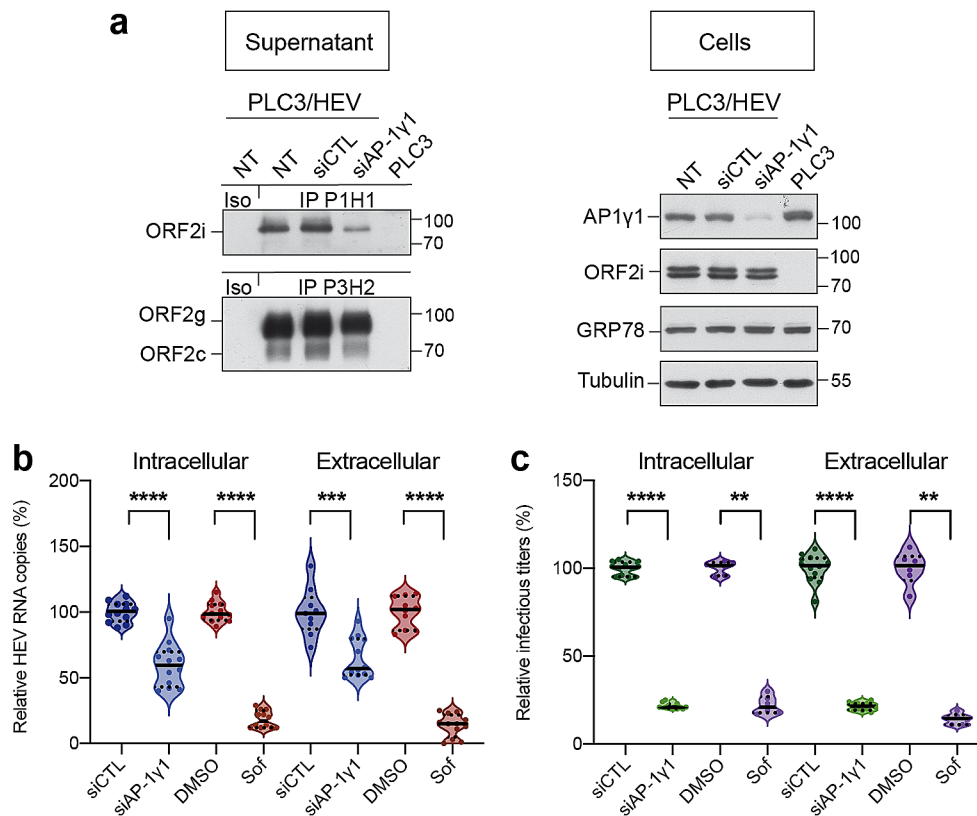 a
Supernatant
Cells
PLC3/HEV
NT NT siCTL siAP-1γ1 PLC3
Iso IP P1H1
ORF2i
100
70
Iso IP P3H2
ORF2g
ORF2c
100
70
PLC3/HEV
NT siCTL siAP-1γ1 PLC3
AP1γ1
100
ORF2i
100
70
GRP78
70
Tubulin
55
b
Intracellular Extracellular
**** **** *** ****
Relative HEV RNA copies (%)
200
150
100
50
0
siCTL siAP-1γ1 DMSO Sof siCTL siAP-1γ1 DMSO Sof
c
Intracellular Extracellular
**** ** **** **
Relative infectious titers (%)
150
100
50
0
siCTL siAP-1γ1 DMSO Sof siCTL siAP-1γ1 DMSO Sof